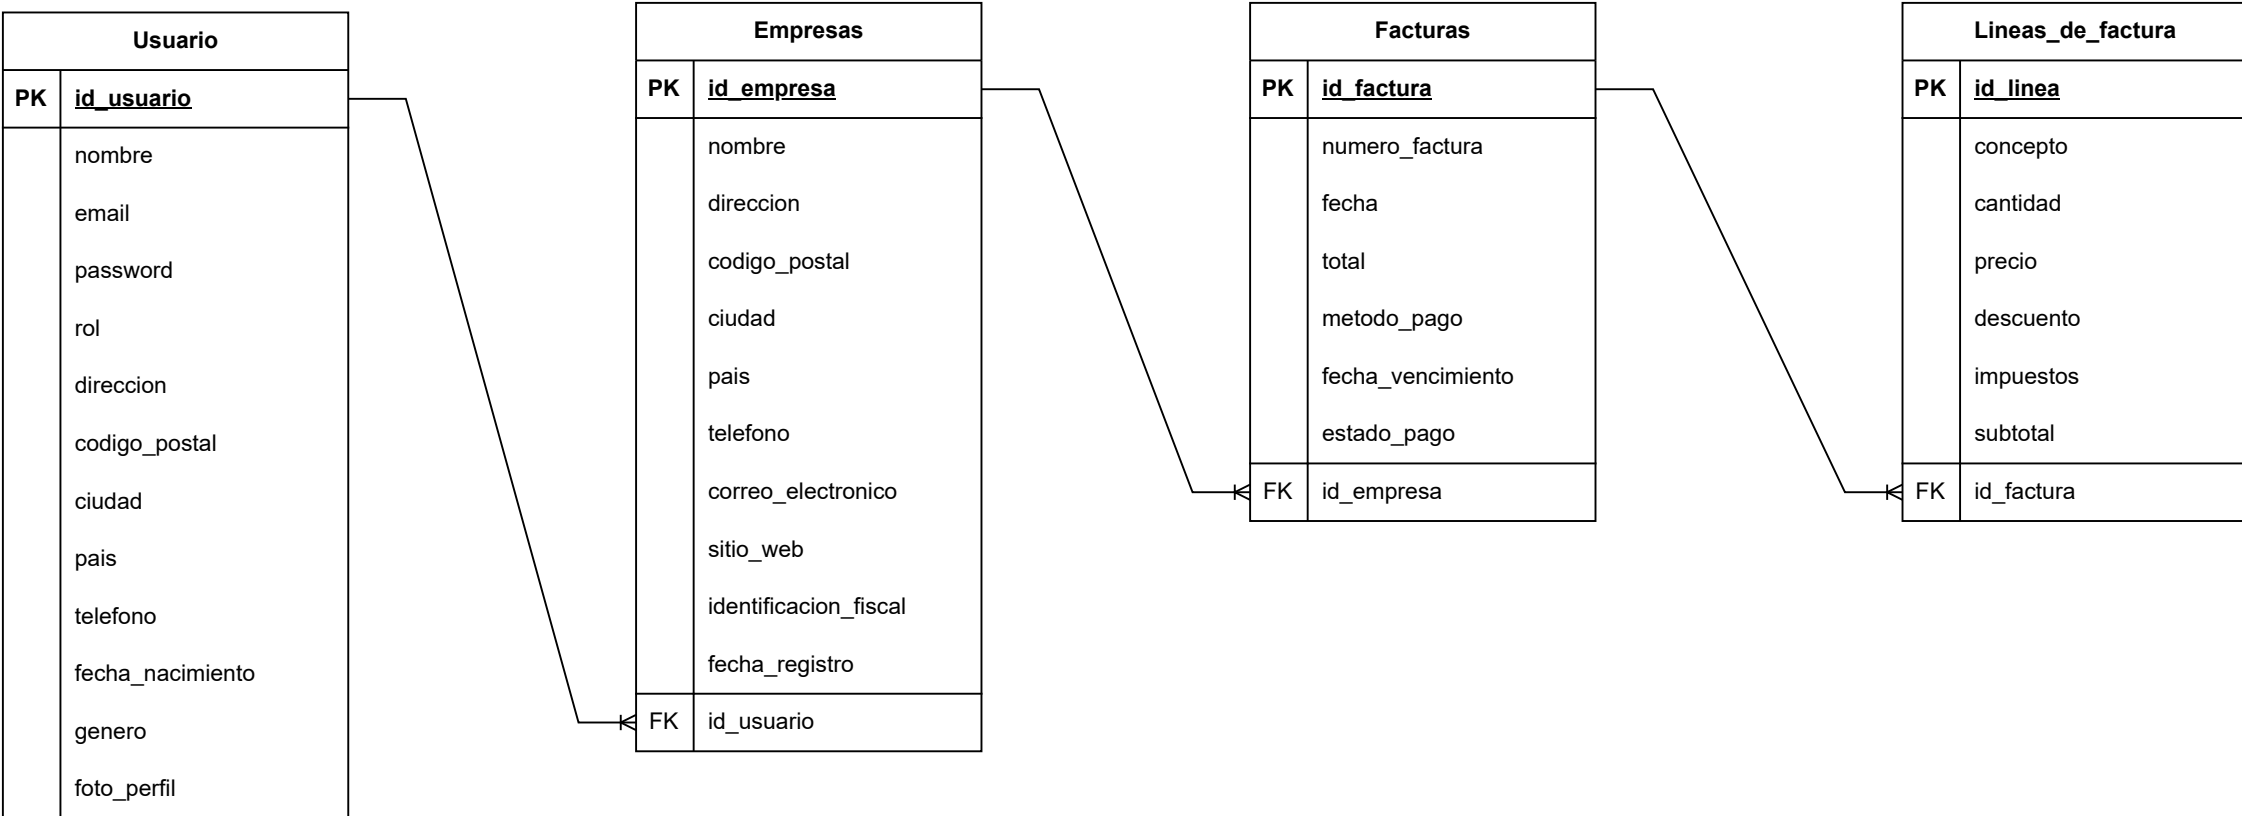 Usuario
PK id_usuario
nombre
email
password
rol
direccion
codigo_postal
ciudad
pais
telefono
fecha_nacimiento
genero
foto_perfil
Empresas
PK id_empresa
nombre
direccion
codigo_postal
ciudad
pais
telefono
correo_electronico
sitio_web
identificacion_fiscal
fecha_registro
FK id_usuario
Facturas
PK id_factura
numero_factura
fecha
total
metodo_pago
fecha_vencimiento
estado_pago
FK id_empresa
Lineas_de_factura
PK id_linea
concepto
cantidad
precio
descuento
impuestos
subtotal
FK id_factura